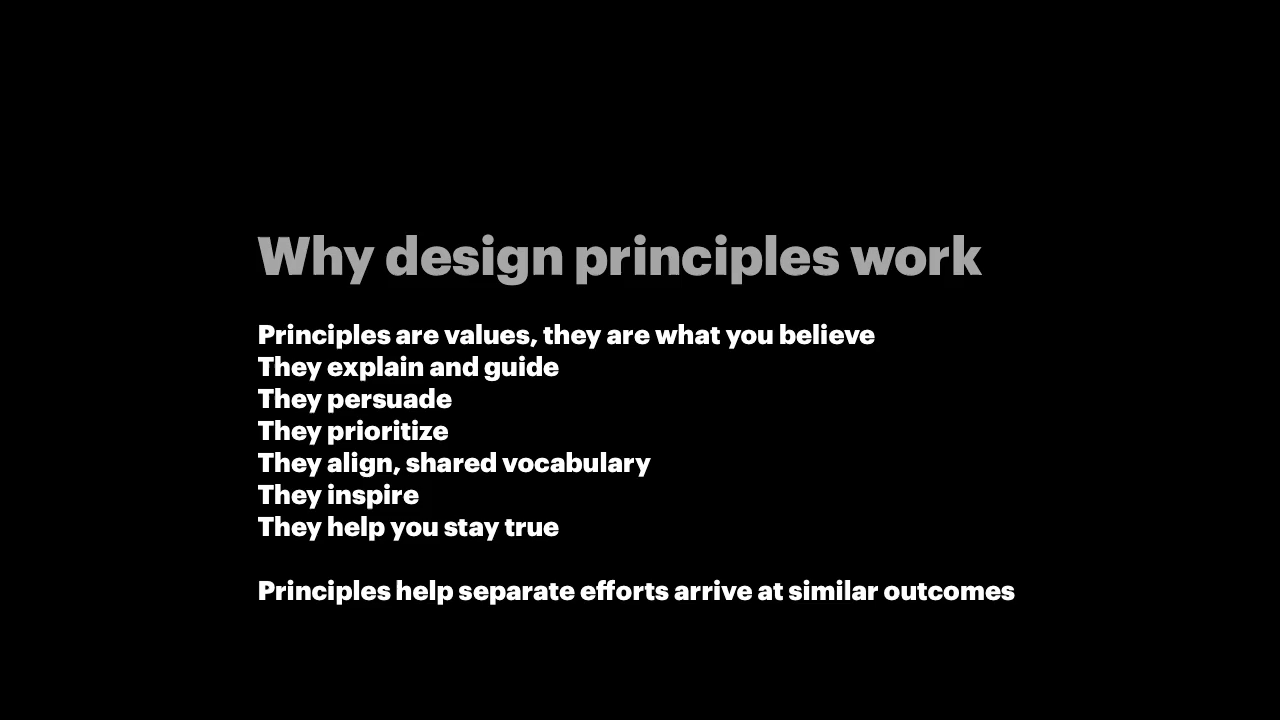 Why design principles work
Principles are values, they are what you believe
They explain and guide
They persuade
They prioritize
They align, shared vocabulary
They inspire
They help you stay true
Principles help separate efforts arrive at similar outcomes